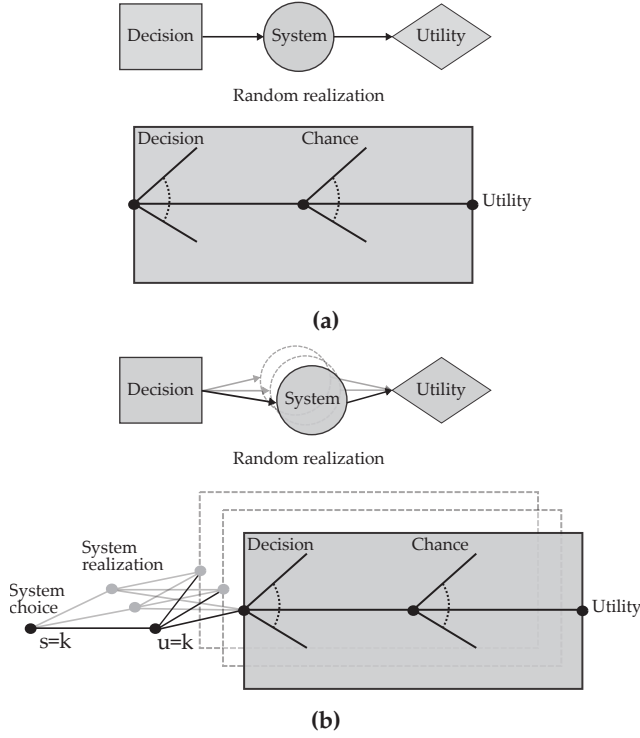 Decision
System
Utility
Random realization
Decision
Chance
Utility
(a)
Decision
System
Utility
Random realization
Decision
Chance
System
realization
System
choice
Utility
s=k
u=k
(b)